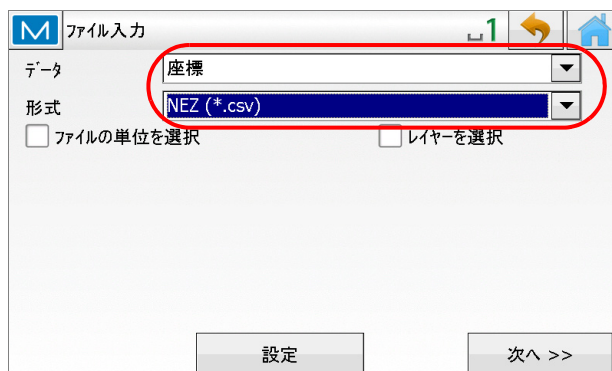 ファイル入力
1
データ 座標
形式 NEZ (*.csv)
ファイルの単位を選択 レイヤーを選択
設定 次へ >>